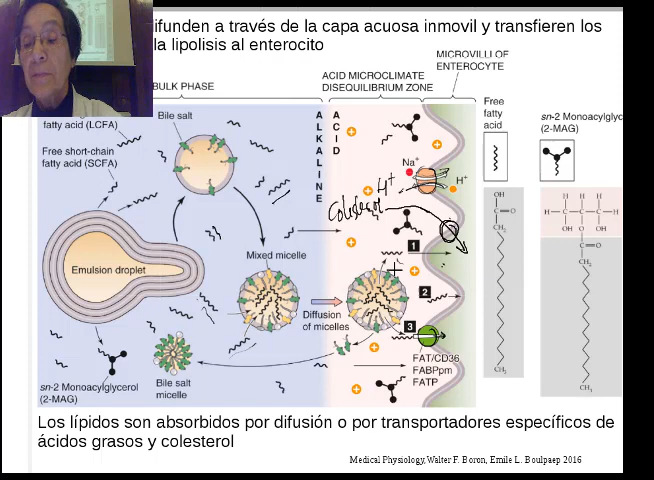 ifunden a través de la capa acuosa inmovil y transfieren los
la lipolisis al enterocito
MICROVILLI OF
ENTEROCYTE
BULK PHASE
ACID MICROCLIMATE
DISEQUILIBRIUM ZONE
fatty acid (LCFA)
Bile salt
ALKALINE
ACID
Free
fatty
acid
sn-2 Monoacylglyc
(2-MAG)
Free short-chain
fatty acid (SCFA)
Na+
H+
H+
Colesterol
OH
C=O
CH2
CH3
H H H
H–C–C–C–H
OH O OH
C=O
CH2
CH3
Emulsion droplet
Mixed micelle
1
2
3
Diffusion
of micelles
FAT/CD36
FABPpm
FATP
sn-2 Monoacylglycerol
(2-MAG)
Bile salt
micelle
Los lípidos son absorbidos por difusión o por transportadores específicos de
ácidos grasos y colesterol
Medical Physiology,Walter F. Boron, Emile L. Boulpaep 2016